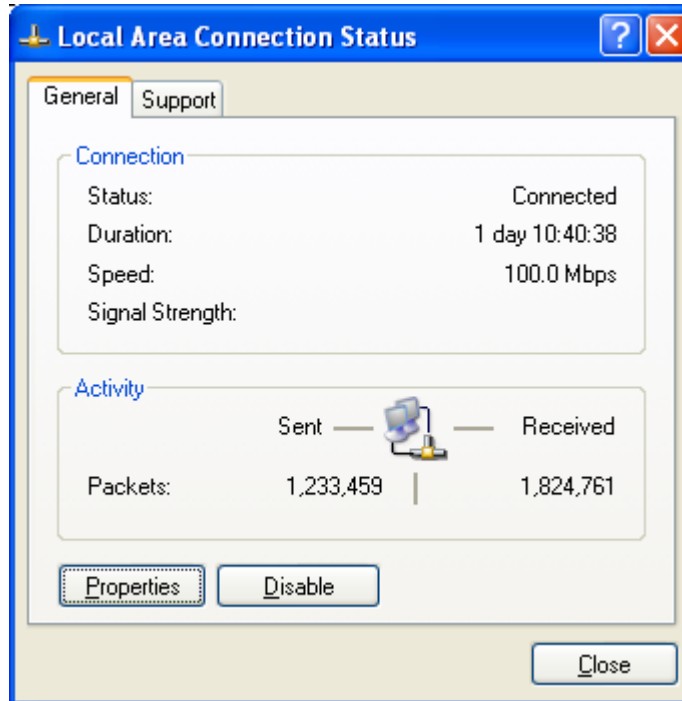 Local Area Connection Status
General Support
Connection
Status: Connected
Duration: 1 day 10:40:38
Speed: 100.0 Mbps
Signal Strength:
Activity
Sent Received
Packets: 1,233,459 1,824,761
Properties Disable
Close